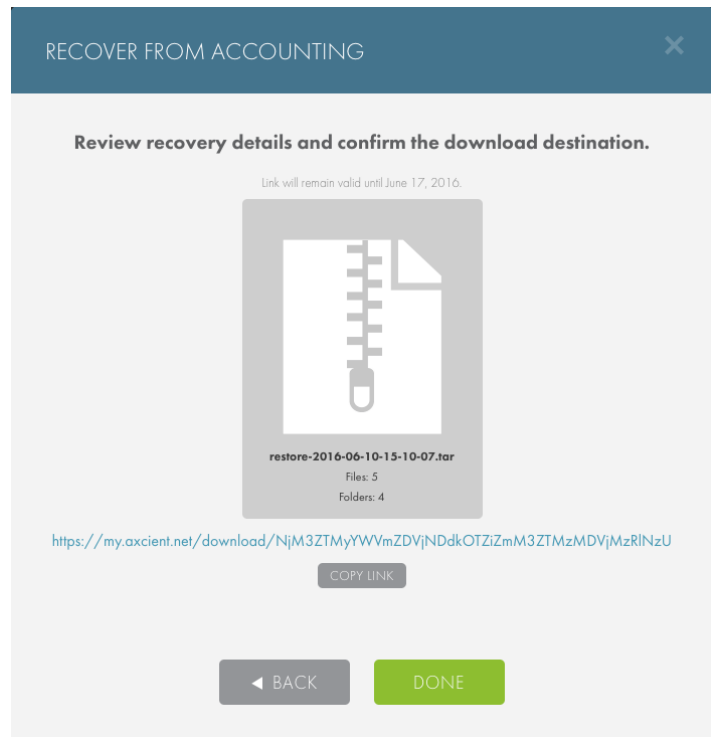 RECOVER FROM ACCOUNTING
Review recovery details and confirm the download destination.
Link will remain valid until June 17, 2016.
restore-2016-06-10-15-10-07.tar
Files: 5
Folders: 4
https://my.axcient.net/download/NjM3ZTMyYWVmZDVjNDdkOTZiZmM3ZTMzMDVjMzRlNzU
COPY LINK
BACK
DONE